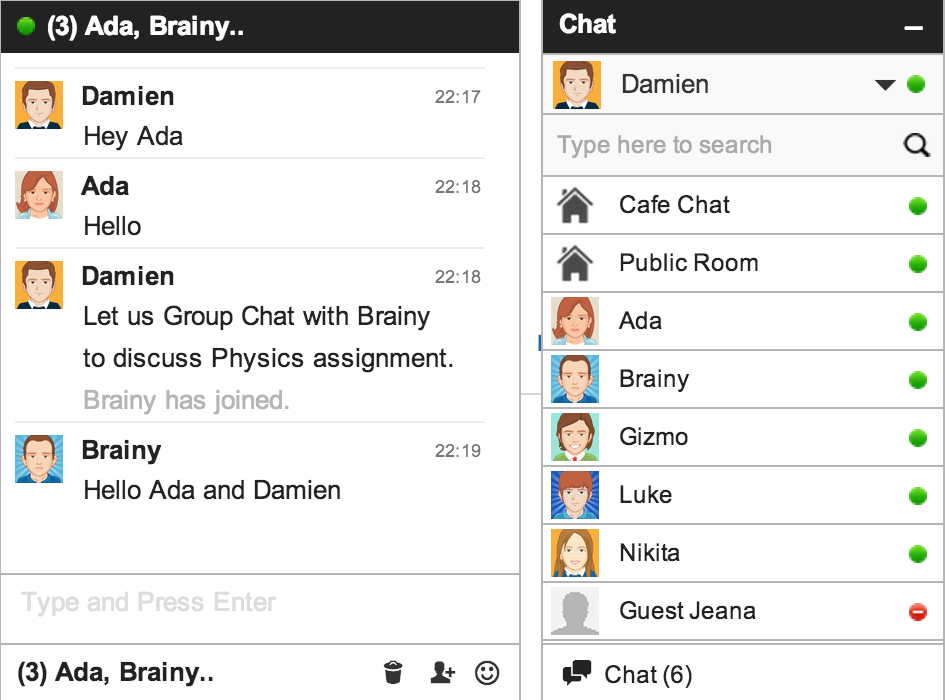 (3) Ada, Brainy..
Damien 22:17
Hey Ada
Ada 22:18
Hello
Damien 22:18
Let us Group Chat with Brainy
to discuss Physics assignment.
Brainy has joined.
Brainy 22:19
Hello Ada and Damien
Type and Press Enter
(3) Ada, Brainy..
Chat
Damien
Type here to search
Cafe Chat
Public Room
Ada
Brainy
Gizmo
Luke
Nikita
Guest Jeana
Chat (6)